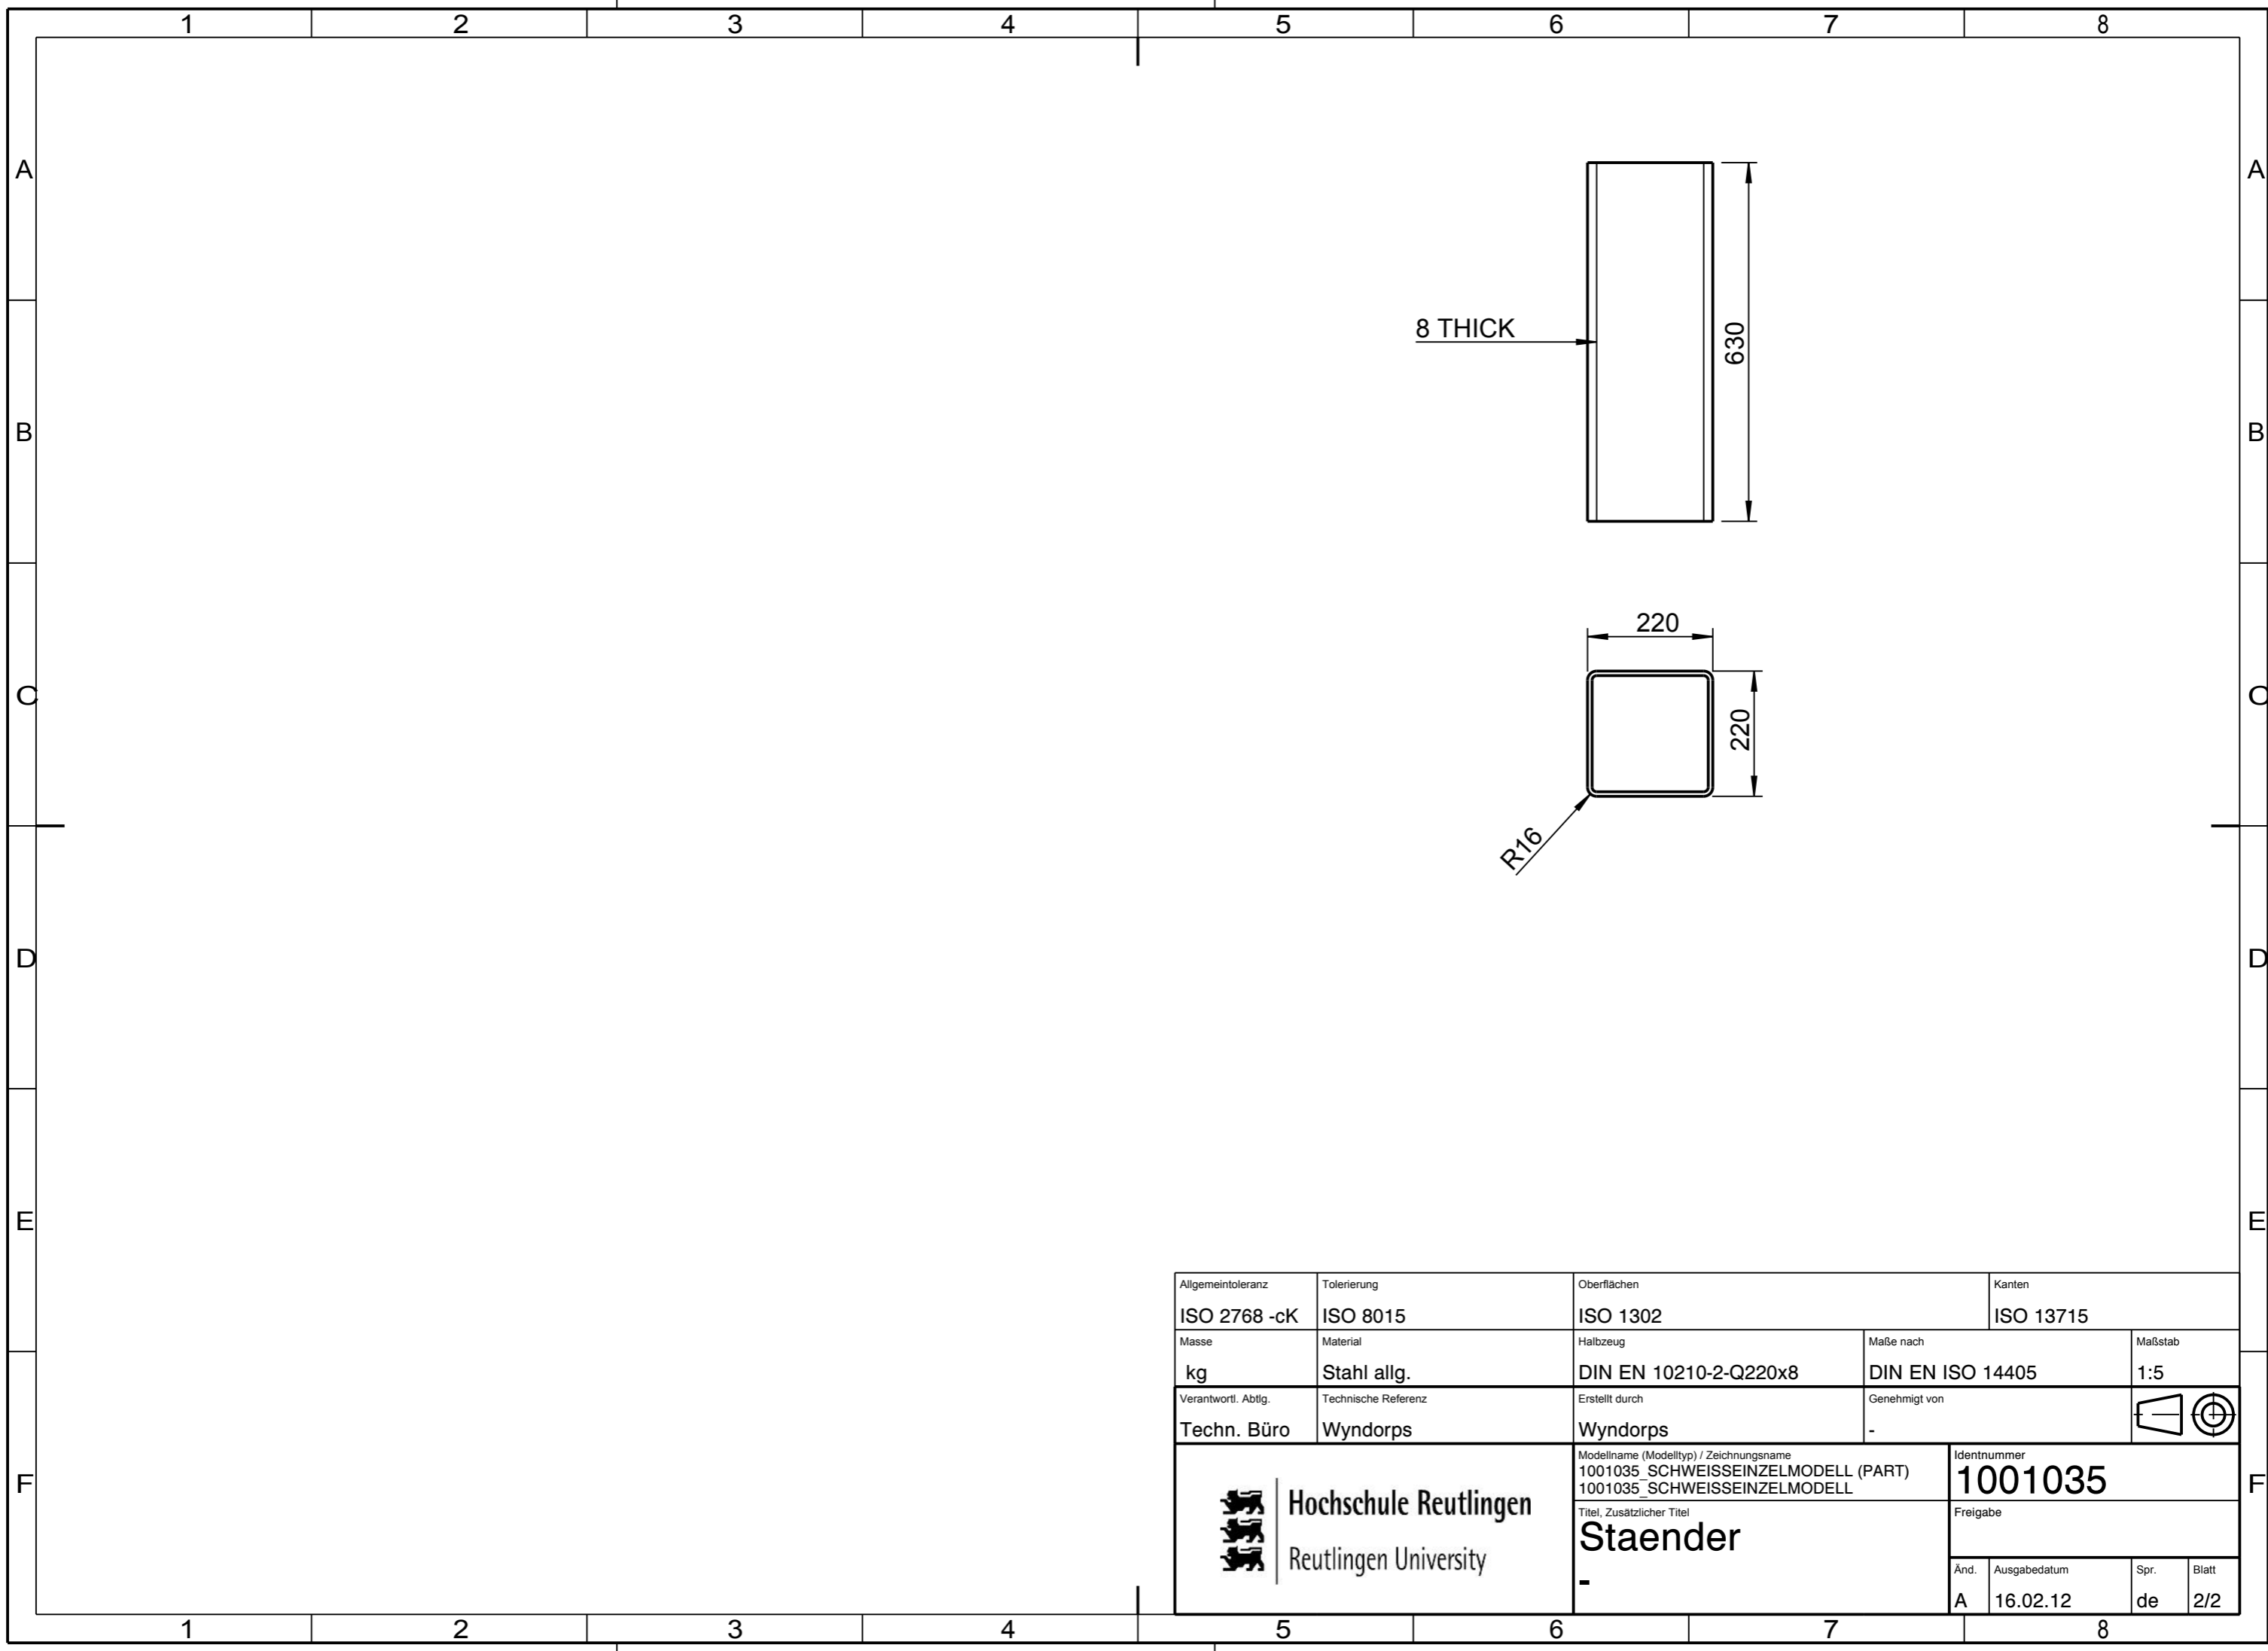 1 2 3 4 5 6 7 8
A A
8 THICK
630
B B
220
C C
220
R16
D D
E E
Allgemeintoleranz Tolerierung Oberflächen Kanten
ISO 2768 -cK ISO 8015 ISO 1302 ISO 13715
Masse Material Halbzeug Maße nach Maßstab
kg Stahl allg. DIN EN 10210-2-Q220x8 DIN EN ISO 14405 1:5
Verantwortl. Abtlg. Technische Referenz Erstellt durch Genehmigt von
Techn. Büro Wyndorps Wyndorps -
F F
Hochschule Reutlingen
Reutlingen University
Modellname (Modelltyp) / Zeichnungsname
1001035_SCHWEISSEINZELMODELL (PART)
1001035_SCHWEISSEINZELMODELL
Identnummer
1001035
Titel, Zusätzlicher Titel
Staender
-
Freigabe
Änd. Ausgabedatum Spr. Blatt
A 16.02.12 de 2/2
1 2 3 4 5 6 7 8